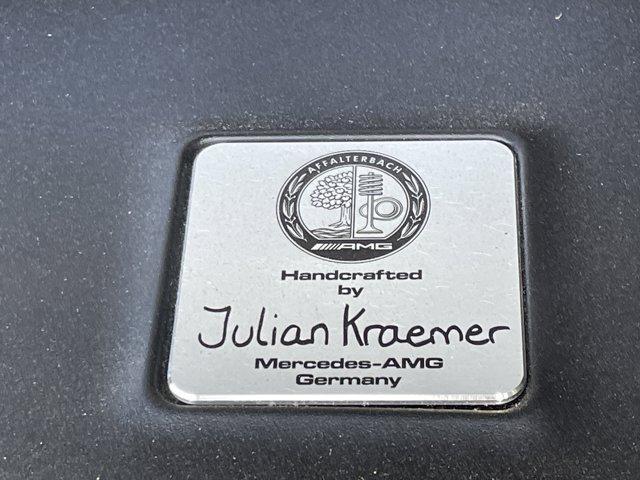 AFFALTERBACH
AMG
Handcrafted
by
Julian Kraemer
Mercedes-AMG
Germany